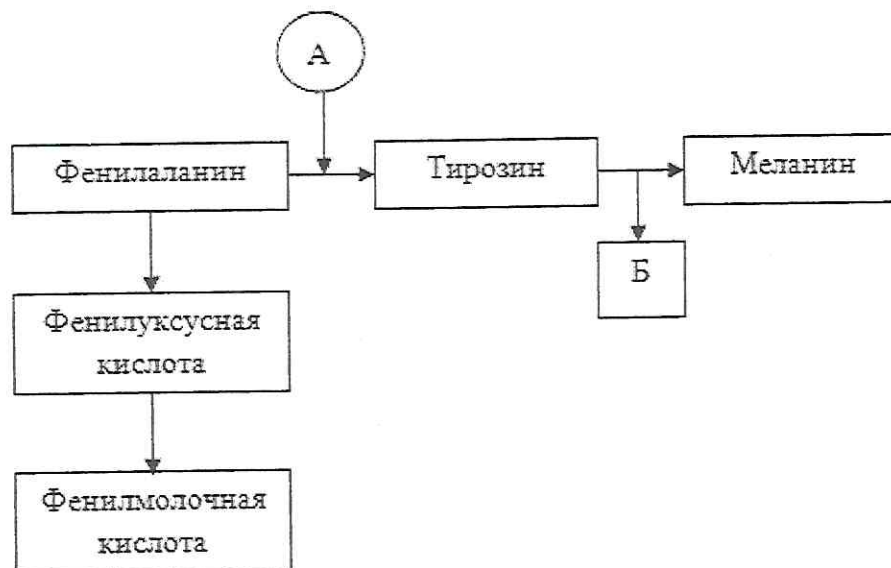 А
Фенилаланин
Тирозин
Меланин
Б
Фенилуксусная
кислота
Фенилмолочная
кислота